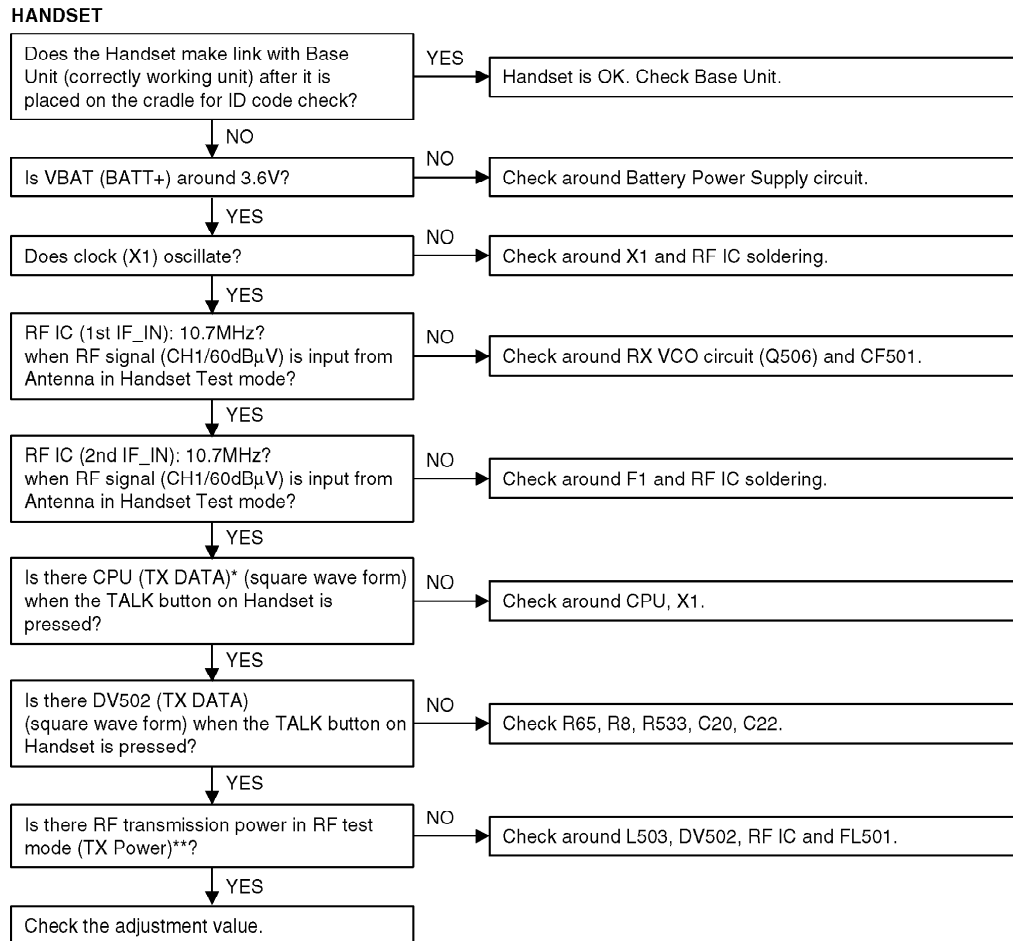 HANDSET
Does the Handset make link with Base
Unit (correctly working unit) after it is
placed on the cradle for ID code check?
YES
Handset is OK. Check Base Unit.
NO
Is VBAT (BATT+) around 3.6V?
NO
Check around Battery Power Supply circuit.
YES
Does clock (X1) oscillate?
NO
Check around X1 and RF IC soldering.
YES
RF IC (1st IF_IN): 10.7MHz?
when RF signal (CH1/60dBµV) is input from
Antenna in Handset Test mode?
NO
Check around RX VCO circuit (Q506) and CF501.
YES
RF IC (2nd IF_IN): 10.7MHz?
when RF signal (CH1/60dBµV) is input from
Antenna in Handset Test mode?
NO
Check around F1 and RF IC soldering.
YES
Is there CPU (TX DATA)* (square wave form)
when the TALK button on Handset is
pressed?
NO
Check around CPU, X1.
YES
Is there DV502 (TX DATA)
(square wave form) when the TALK button on
Handset is pressed?
NO
Check R65, R8, R533, C20, C22.
YES
Is there RF transmission power in RF test
mode (TX Power)**?
NO
Check around L503, DV502, RF IC and FL501.
YES
Check the adjustment value.